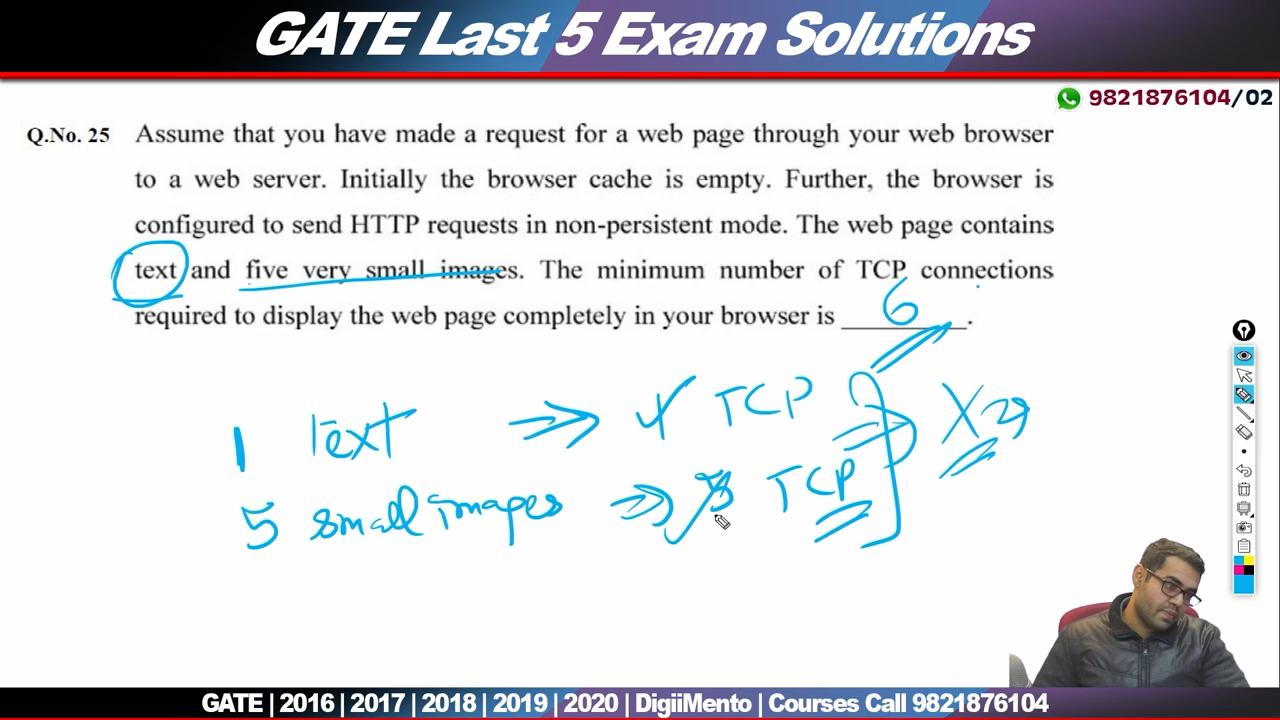 GATE Last 5 Exam Solutions
9821876104/02
Q.No. 25 Assume that you have made a request for a web page through your web browser
to a web server. Initially the browser cache is empty. Further, the browser is
configured to send HTTP requests in non-persistent mode. The web page contains
text and five very small images. The minimum number of TCP connections
required to display the web page completely in your browser is ________.
6
1 Text TCP
5 small images 5 TCP
GATE | 2016 | 2017 | 2018 | 2019 | 2020 | DigiiMento | Courses Call 9821876104